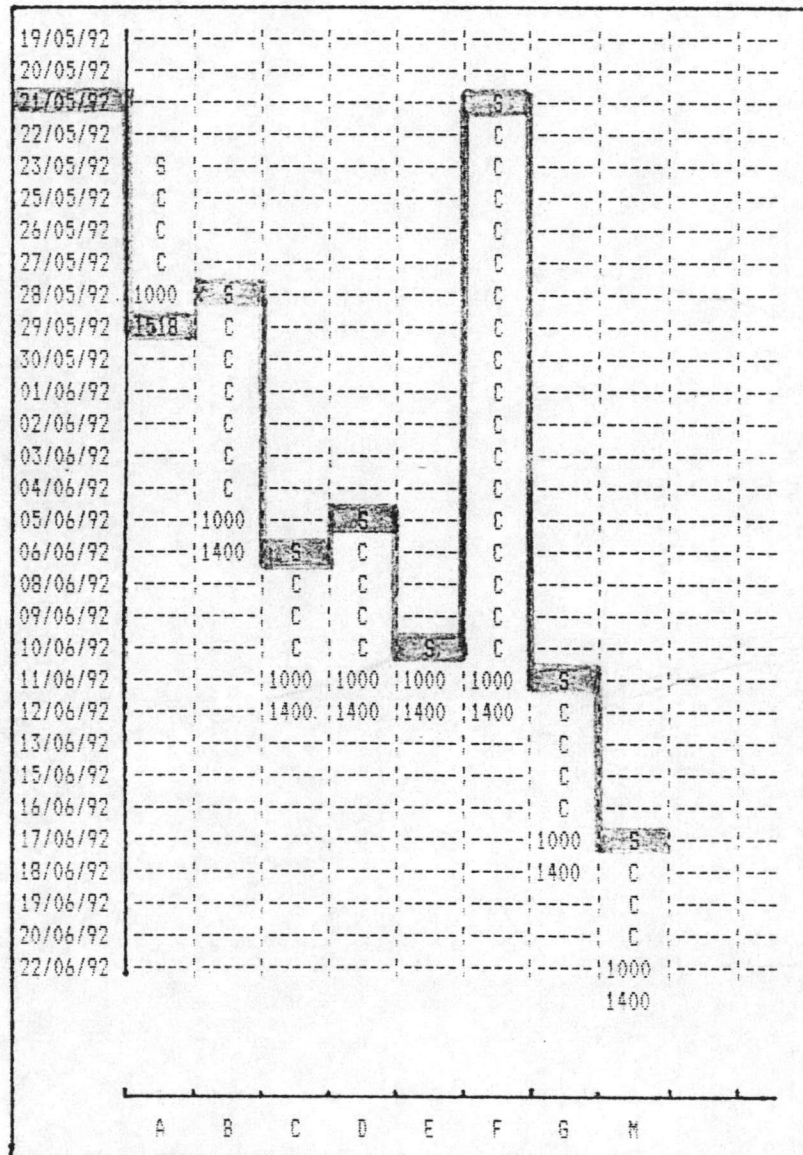 19/05/92 ---- ---- ---- ---- ---- ---- ---- ---- ---- ---
20/05/92 ---- ---- ---- ---- ---- ---- ---- ---- ---- ---
21/05/92 ---- ---- ---- ---- ---- S ---- ---- ---- ---
22/05/92 ---- ---- ---- ---- ---- C ---- ---- ---- ---
23/05/92 S ---- ---- ---- ---- C ---- ---- ---- ---
25/05/92 C ---- ---- ---- ---- C ---- ---- ---- ---
26/05/92 C ---- ---- ---- ---- C ---- ---- ---- ---
27/05/92 C ---- ---- ---- ---- C ---- ---- ---- ---
28/05/92 1000 X S ---- ---- ---- C ---- ---- ---- ---
29/05/92 1518 C ---- ---- ---- C ---- ---- ---- ---
30/05/92 ---- C ---- ---- ---- C ---- ---- ---- ---
01/06/92 ---- C ---- ---- ---- C ---- ---- ---- ---
02/06/92 ---- C ---- ---- ---- C ---- ---- ---- ---
03/06/92 ---- C ---- ---- ---- C ---- ---- ---- ---
04/06/92 ---- C ---- ---- ---- C ---- ---- ---- ---
05/06/92 ---- 1000 ---- S ---- C ---- ---- ---- ---
06/06/92 ---- 1400 S C ---- C ---- ---- ---- ---
08/06/92 ---- ---- C C ---- C ---- ---- ---- ---
09/06/92 ---- ---- C C ---- C ---- ---- ---- ---
10/06/92 ---- ---- C C S C ---- ---- ---- ---
11/06/92 ---- ---- 1000 1000 1000 1000 S ---- ---- ---
12/06/92 ---- ---- 1400 1400 1400 1400 C ---- ---- ---
13/06/92 ---- ---- ---- ---- ---- ---- C ---- ---- ---
15/06/92 ---- ---- ---- ---- ---- ---- C ---- ---- ---
16/06/92 ---- ---- ---- ---- ---- ---- C ---- ---- ---
17/06/92 ---- ---- ---- ---- ---- ---- 1000 S ---- ---
18/06/92 ---- ---- ---- ---- ---- ---- 1400 C ---- ---
19/06/92 ---- ---- ---- ---- ---- ---- ---- C ---- ---
20/06/92 ---- ---- ---- ---- ---- ---- ---- C ---- ---
22/06/92 ---- ---- ---- ---- ---- ---- ---- 1000 ---- ---
1400
A B C D E F G M